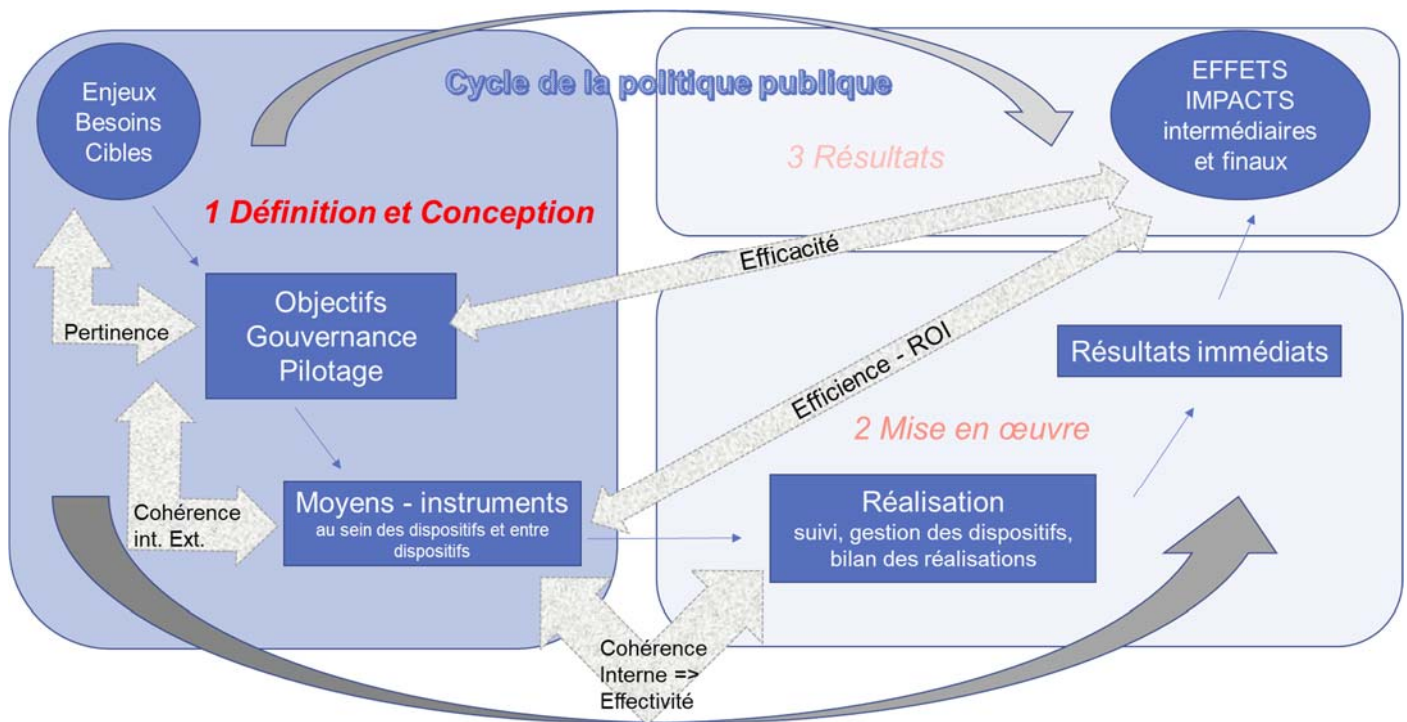 Cycle de la politique publique
Enjeux
Besoins
Cibles
1 Définition et Conception
Pertinence
Objectifs
Gouvernance
Pilotage
Cohérence
int. Ext.
Moyens - instruments
au sein des dispositifs et entre
dispositifs
Cohérence
Interne =>
Effectivité
Efficacité
Efficience - ROI
3 Résultats
EFFETS
IMPACTS
intermédiaires
et finaux
Résultats immédiats
2 Mise en œuvre
Réalisation
suivi, gestion des dispositifs,
bilan des réalisations